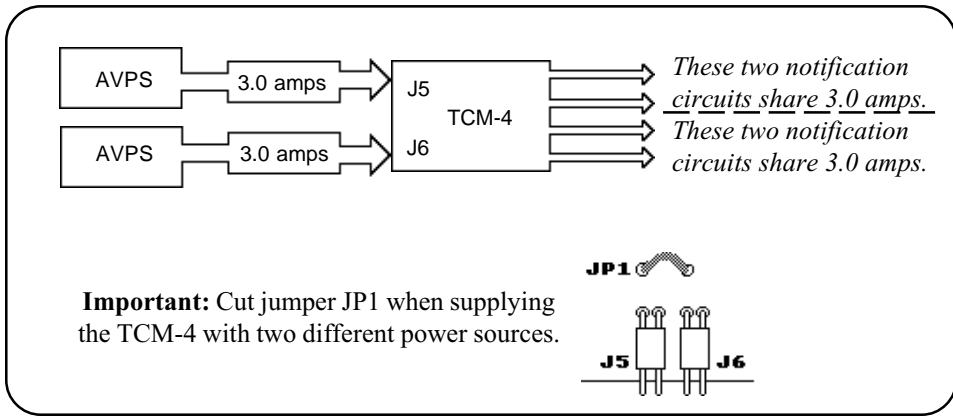 AVPS
3.0 amps
J5
TCM-4
These two notification
circuits share 3.0 amps.
AVPS
3.0 amps
J6
These two notification
circuits share 3.0 amps.
JP1
Important: Cut jumper JP1 when supplying
the TCM-4 with two different power sources.
J5
J6